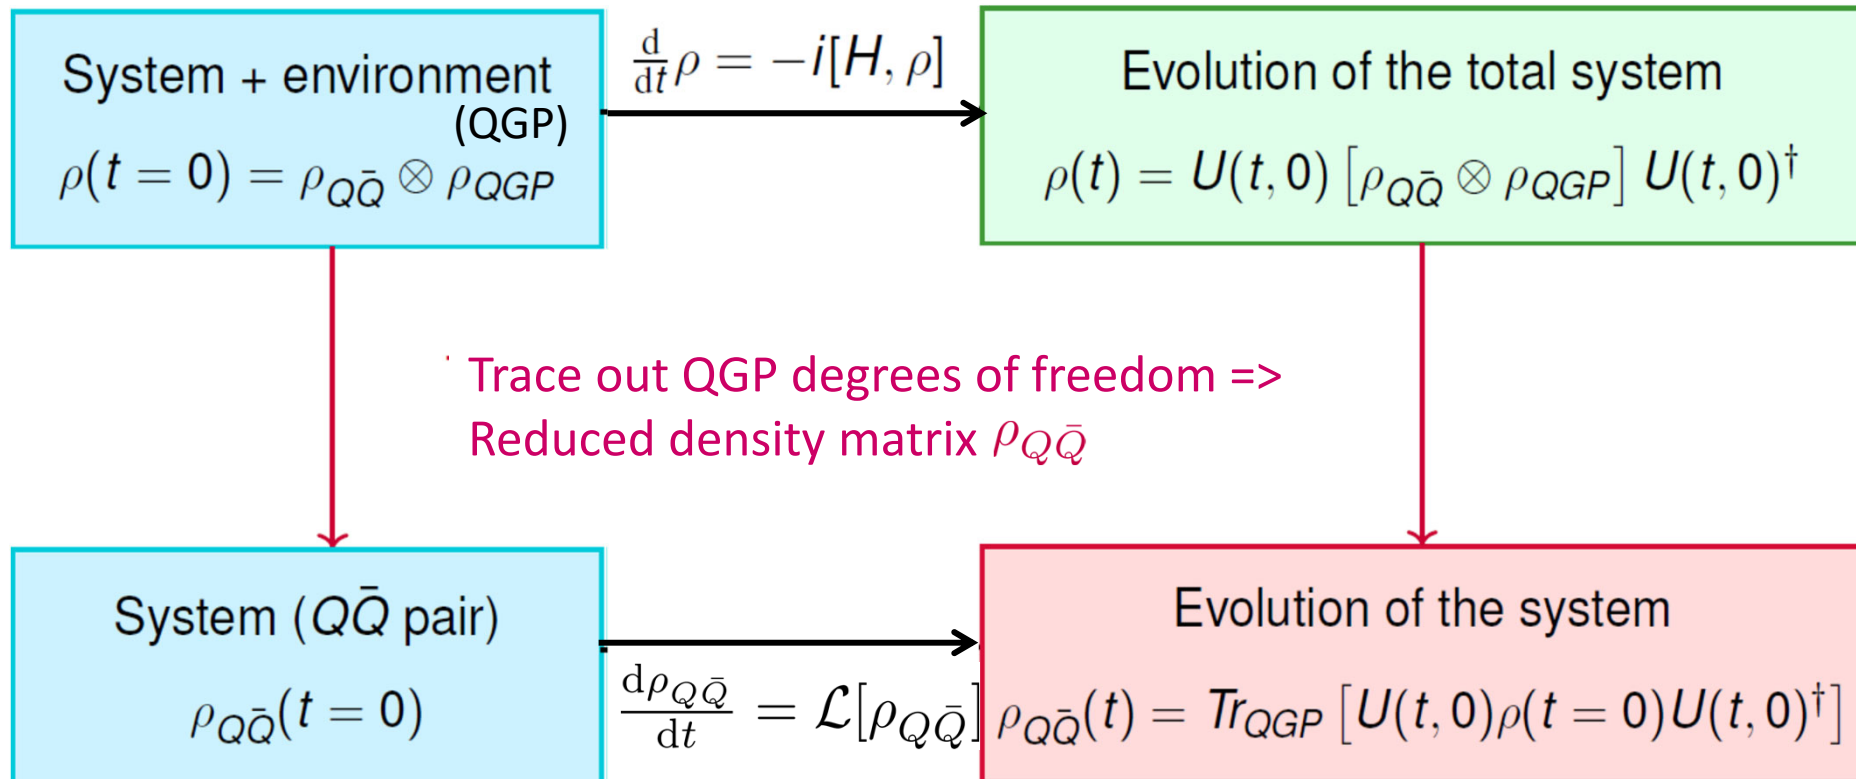 System + environment
(QGP)
ρ(t = 0) = ρ_{QQ̄} ⊗ ρ_{QGP}
d/dt ρ = −i[H, ρ]
Evolution of the total system
ρ(t) = U(t, 0) [ρ_{QQ̄} ⊗ ρ_{QGP}] U(t, 0)†
Trace out QGP degrees of freedom =>
Reduced density matrix ρ_{QQ̄}
System (QQ̄ pair)
ρ_{QQ̄}(t = 0)
dρ_{QQ̄}/dt = ℒ[ρ_{QQ̄}]
Evolution of the system
ρ_{QQ̄}(t) = Tr_{QGP} [U(t, 0)ρ(t = 0)U(t, 0)†]